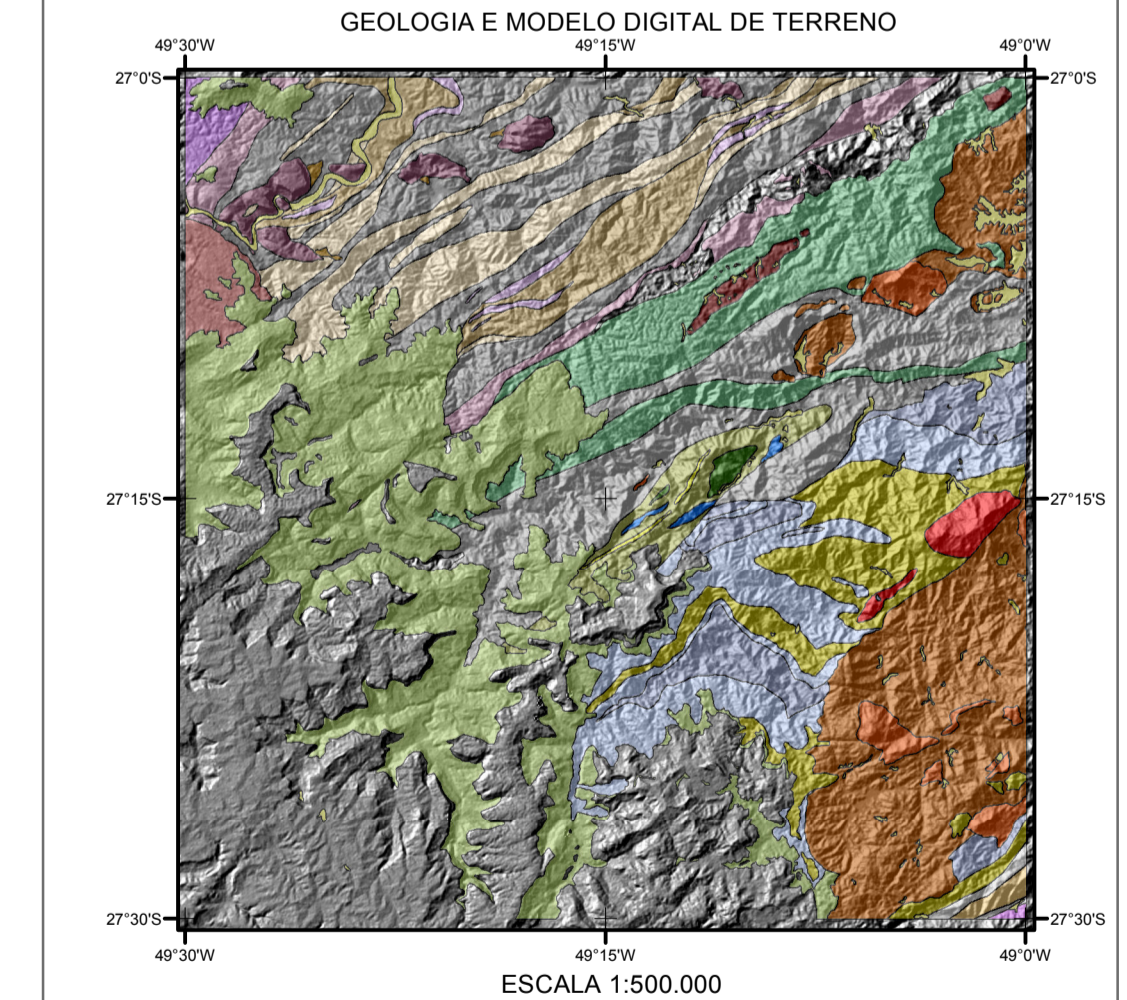 GEOLOGIA E MODELO DIGITAL DE TERRENO
49°30'W 49°15'W 49°0'W
27°0'S 27°0'S
27°15'S 27°15'S
27°30'S 27°30'S
49°30'W 49°15'W 49°0'W
ESCALA 1:500.000